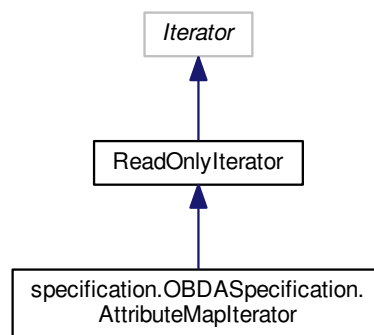 Iterator
ReadOnlyIterator
specification.OBDASpecification.
AttributeMapIterator